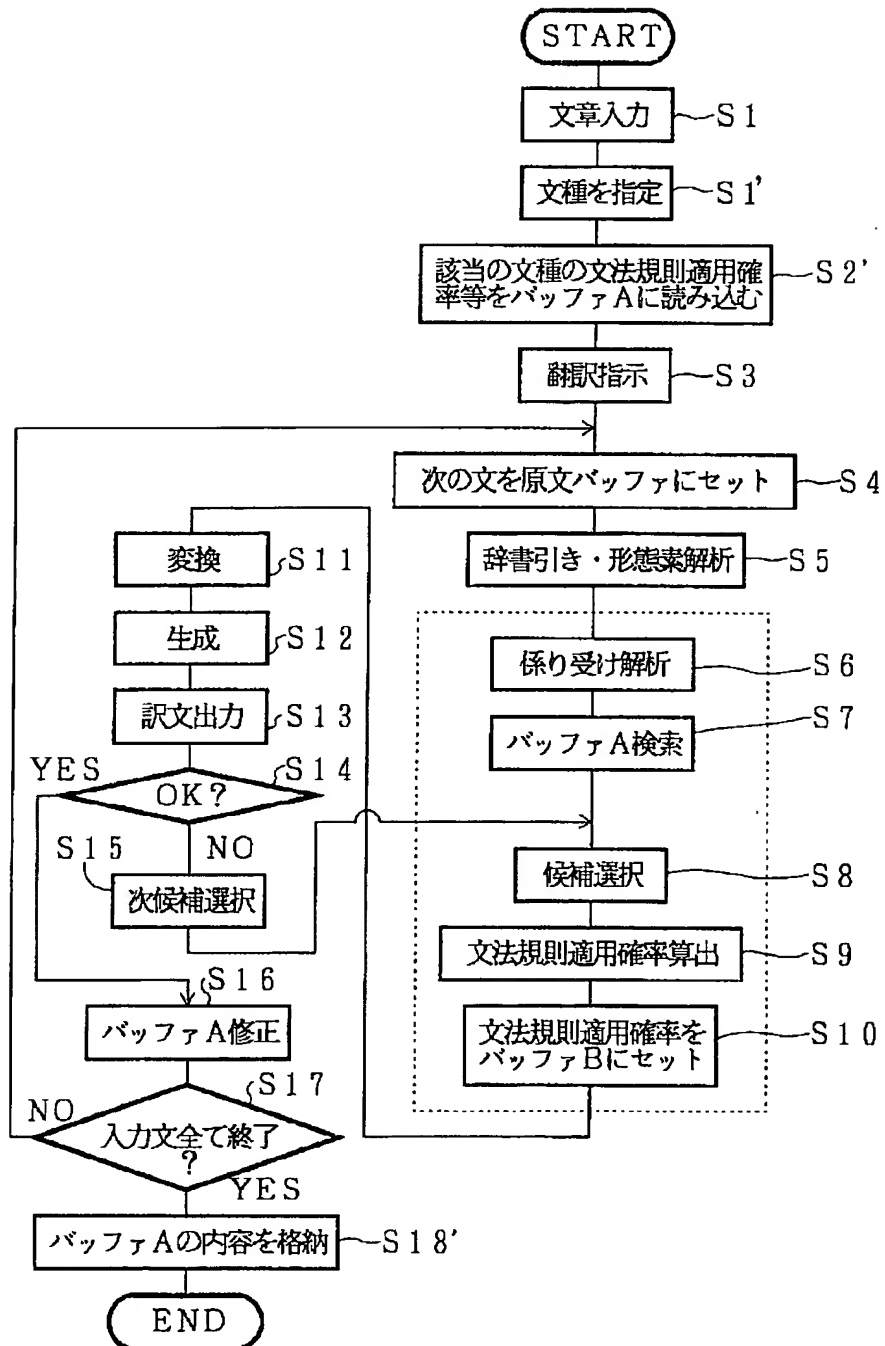 START
文章入力
S1
文種を指定
S1'
該当の文種の文法規則適用確
率等をバッファAに読み込む
S2'
翻訳指示
S3
次の文を原文バッファにセット
S4
辞書引き・形態素解析
S5
係り受け解析
S6
バッファA検索
S7
候補選択
S8
文法規則適用確率算出
S9
文法規則適用確率を
バッファBにセット
S10
変換
S11
生成
S12
訳文出力
S13
YES
OK?
S14
NO
S15
次候補選択
S16
バッファA修正
S17
NO
入力文全て終了
?
YES
バッファAの内容を格納
S18'
END